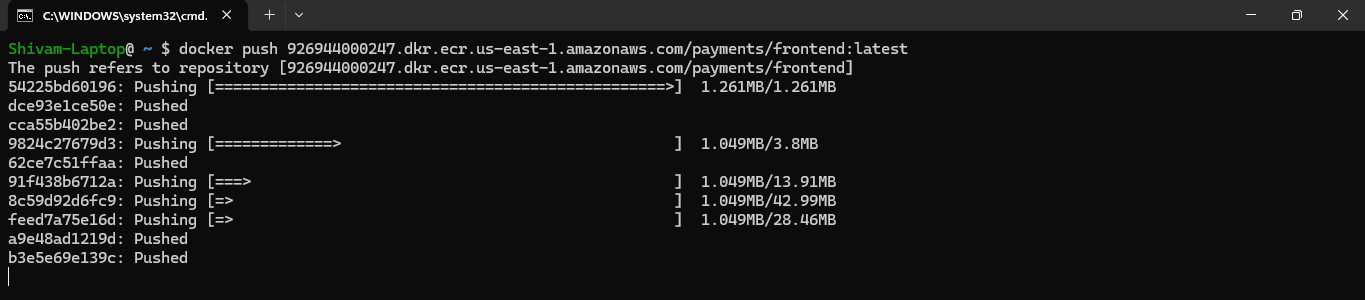 C:\WINDOWS\system32\cmd.
Shivam-Laptop@ ~ $ docker push 926944000247.dkr.ecr.us-east-1.amazonaws.com/payments/frontend:latest
The push refers to repository [926944000247.dkr.ecr.us-east-1.amazonaws.com/payments/frontend]
54225bd60196: Pushing [==================================================>]  1.261MB/1.261MB
dce93e1ce50e: Pushed
cca55b402be2: Pushed
9824c27679d3: Pushing [=============>                                     ]  1.049MB/3.8MB
62ce7c51ffaa: Pushed
91f438b6712a: Pushing [===>                                               ]  1.049MB/13.91MB
8c59d92d6fc9: Pushing [=>                                                 ]  1.049MB/42.99MB
feed7a75e16d: Pushing [=>                                                 ]  1.049MB/28.46MB
a9e48ad1219d: Pushed
b3e5e69e139c: Pushed